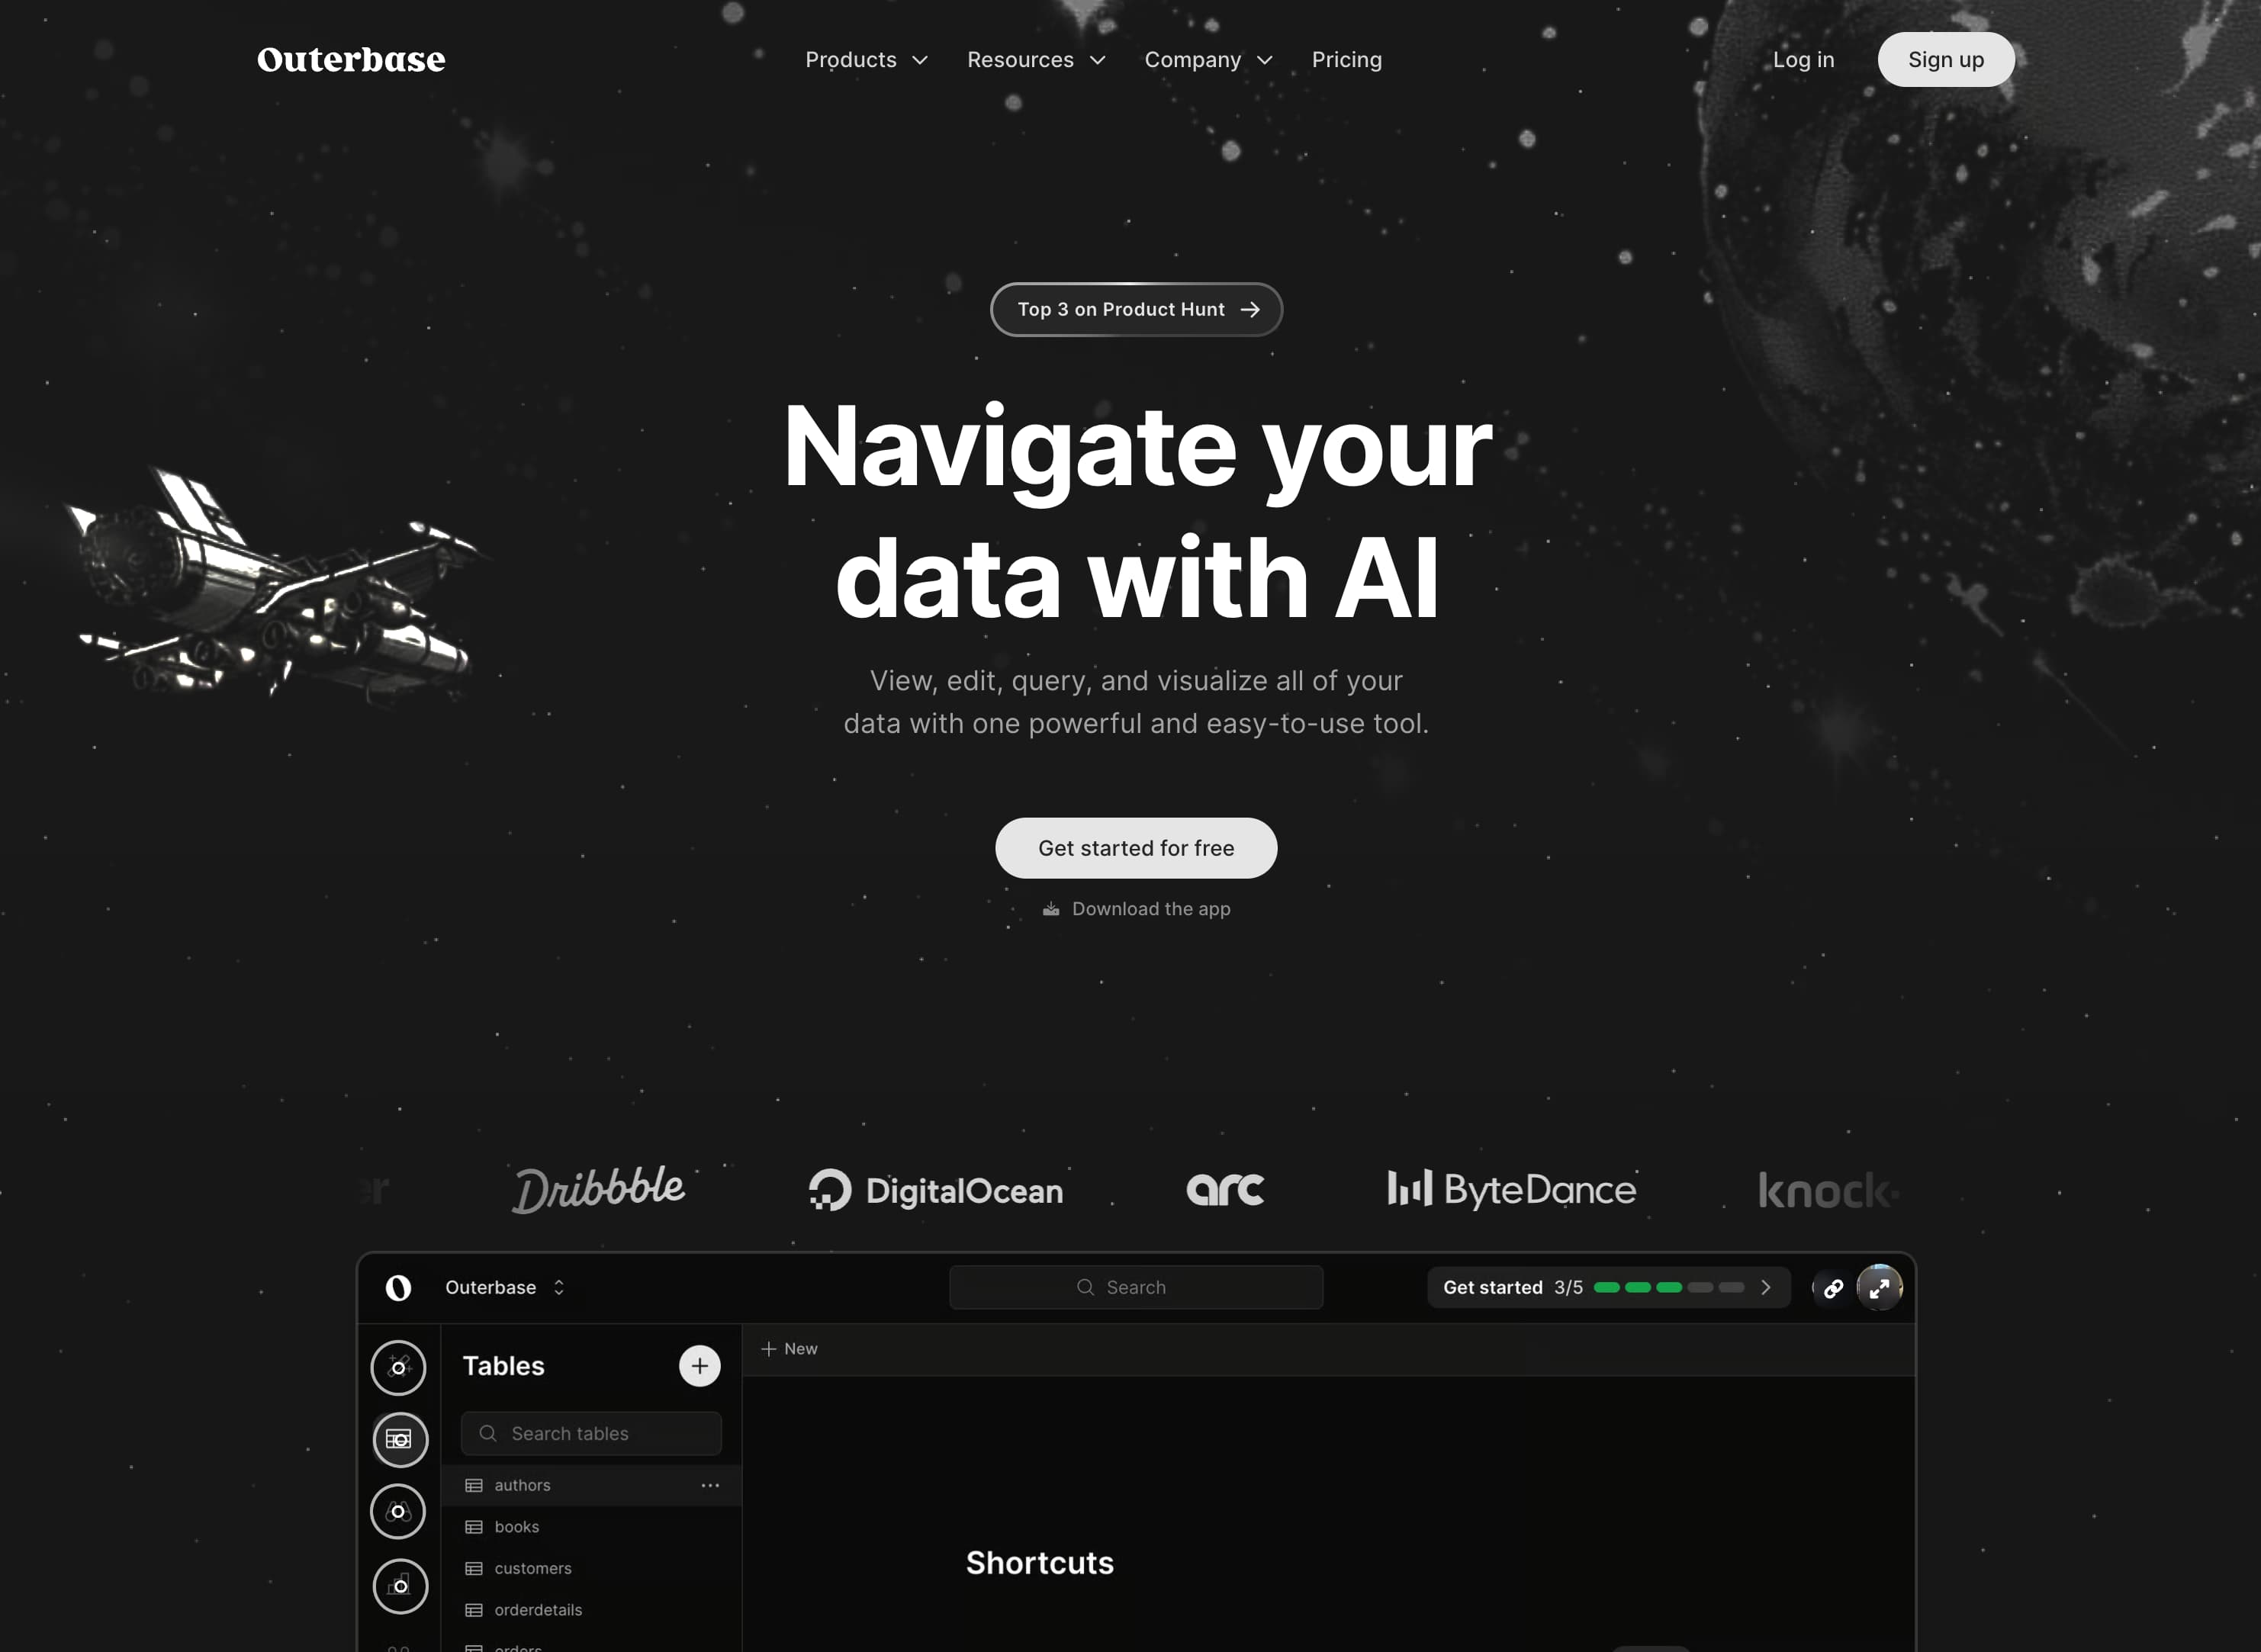 Outerbase
Products
Resources
Company
Pricing
Log in
Sign up
Top 3 on Product Hunt
Navigate your
data with AI
View, edit, query, and visualize all of your
data with one powerful and easy-to-use tool.
Get started for free
Download the app
Dribbble
DigitalOcean
arc
ByteDance
knock
Outerbase
Search
Get started 3/5
Tables
New
Search tables
authors
books
customers
orderdetails
orders
Shortcuts